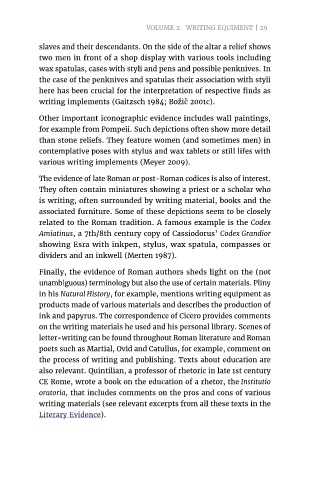 VOLUME 2: WRITING EQUIMENT | 29
slaves and their descendants. On the side of the altar a relief shows
two men in front of a shop display with various tools including
wax spatulas, cases with styli and pens and possible penknives. In
the case of the penknives and spatulas their association with styli
here has been crucial for the interpretation of respective finds as
writing implements (Gaitzsch 1984; Božič 2001c).
Other important iconographic evidence includes wall paintings,
for example from Pompeii. Such depictions often show more detail
than stone reliefs. They feature women (and sometimes men) in
contemplative poses with stylus and wax tablets or still lifes with
various writing implements (Meyer 2009).
The evidence of late Roman or post-Roman codices is also of interest.
They often contain miniatures showing a priest or a scholar who
is writing, often surrounded by writing material, books and the
associated furniture. Some of these depictions seem to be closely
related to the Roman tradition. A famous example is the Codex
Amiatinus, a 7th/8th century copy of Cassiodorus' Codex Grandior
showing Esra with inkpen, stylus, wax spatula, compasses or
dividers and an inkwell (Merten 1987).
Finally, the evidence of Roman authors sheds light on the (not
unambiguous) terminology but also the use of certain materials. Pliny
in his Natural History, for example, mentions writing equipment as
products made of various materials and describes the production of
ink and papyrus. The correspondence of Cicero provides comments
on the writing materials he used and his personal library. Scenes of
letter-writing can be found throughout Roman literature and Roman
poets such as Martial, Ovid and Catullus, for example, comment on
the process of writing and publishing. Texts about education are
also relevant. Quintilian, a professor of rhetoric in late 1st century
CE Rome, wrote a book on the education of a rhetor, the Institutio
oratoria, that includes comments on the pros and cons of various
writing materials (see relevant excerpts from all these texts in the
Literary Evidence).